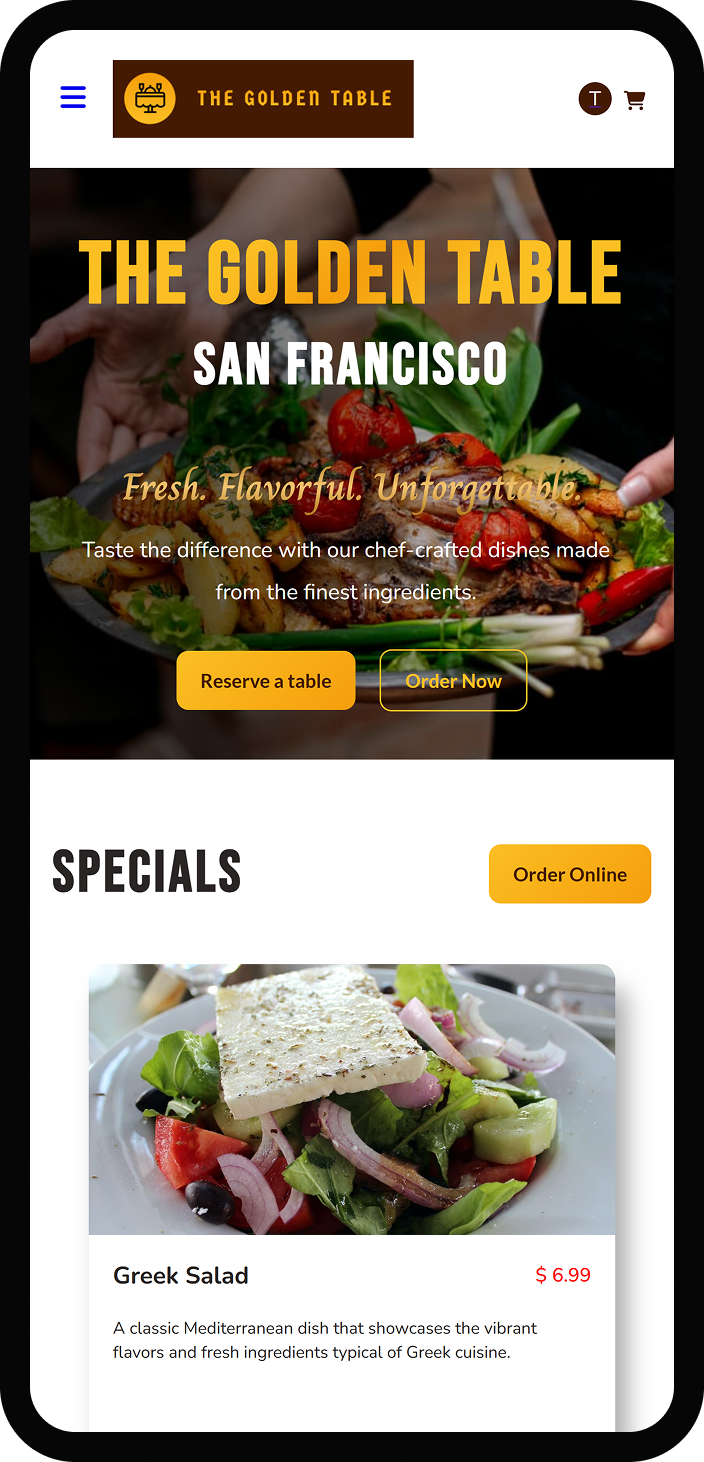 THE GOLDEN TABLE
T
THE GOLDEN TABLE
SAN FRANCISCO
Fresh. Flavorful. Unforgettable.
Taste the difference with our chef-crafted dishes made
from the finest ingredients.
Reserve a table
Order Now
SPECIALS
Order Online
Greek Salad
$ 6.99
A classic Mediterranean dish that showcases the vibrant
flavors and fresh ingredients typical of Greek cuisine.